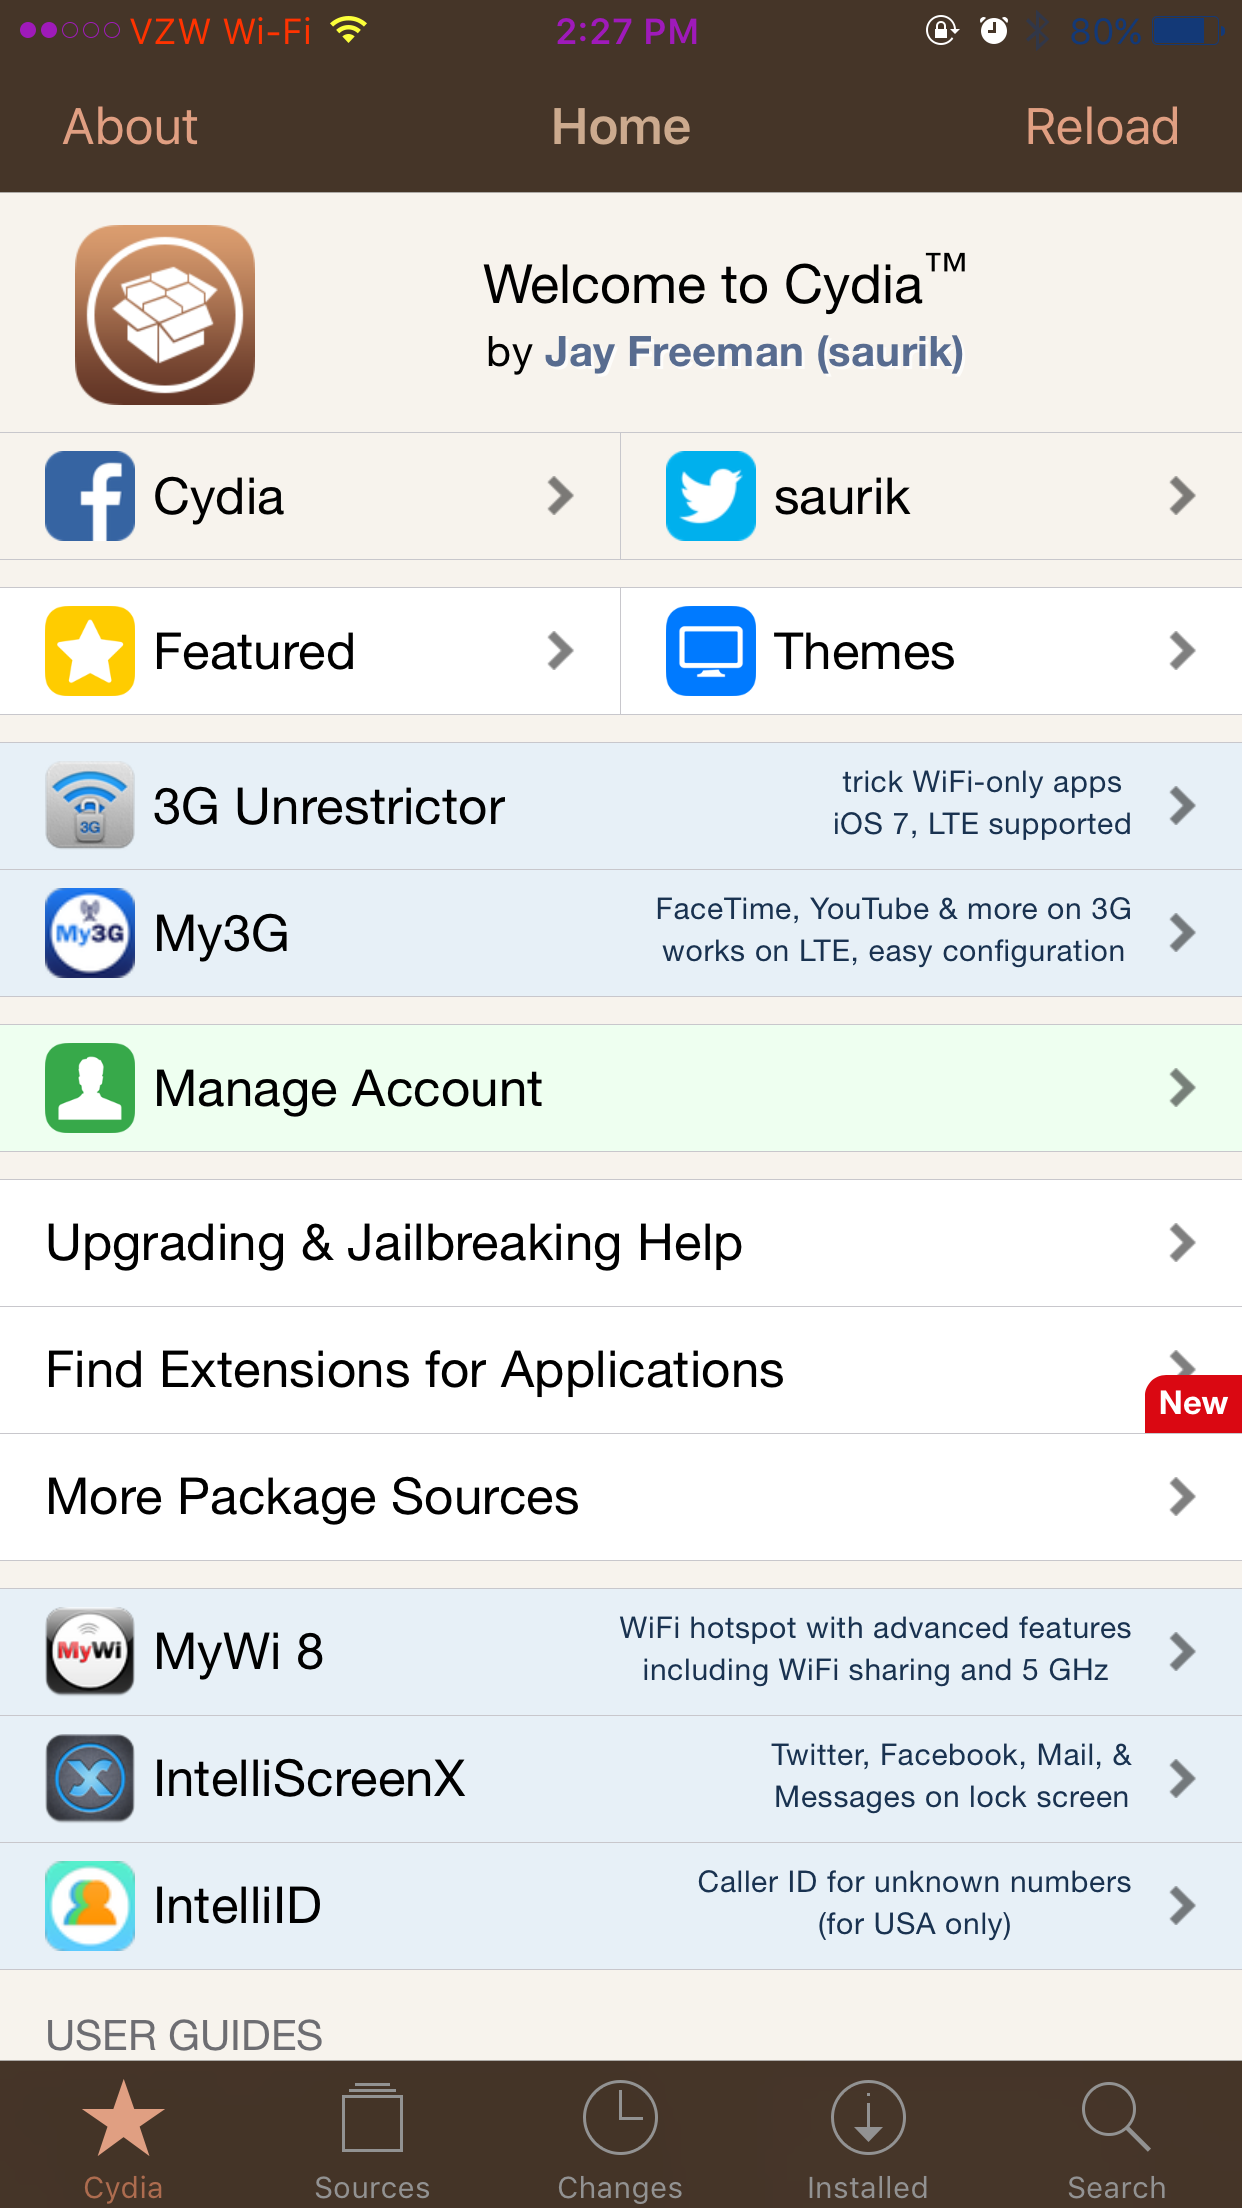 VZW Wi-Fi 2:27 PM 80%
About Home Reload
Welcome to Cydia™
by Jay Freeman (saurik)
Cydia saurik
Featured Themes
3G
3G Unrestrictor
trick WiFi-only apps
iOS 7, LTE supported
My3G
My3G
FaceTime, YouTube & more on 3G
works on LTE, easy configuration
Manage Account
Upgrading & Jailbreaking Help
Find Extensions for Applications
New
More Package Sources
MyWi
MyWi 8
WiFi hotspot with advanced features
including WiFi sharing and 5 GHz
IntelliScreenX
Twitter, Facebook, Mail, &
Messages on lock screen
IntelliID
Caller ID for unknown numbers
(for USA only)
USER GUIDES
Cydia Sources Changes Installed Search